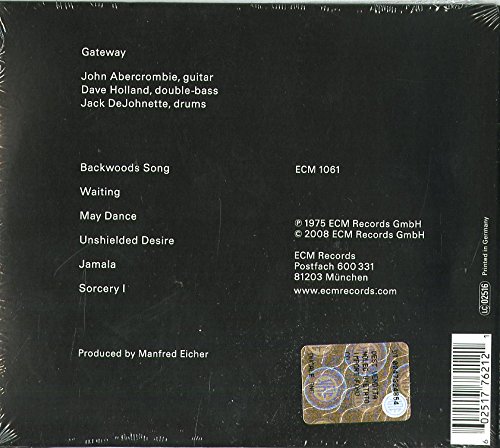 Gateway
John Abercrombie, guitar
Dave Holland, double-bass
Jack DeJohnette, drums
Backwoods Song
Waiting
May Dance
Unshielded Desire
Jamala
Sorcery I
ECM 1061
℗ 1975 ECM Records GmbH
© 2008 ECM Records GmbH
ECM Records
Postfach 600 331
81203 München
www.ecmrecords.com
Produced by Manfred Eicher
Printed in Germany
LC 02516
6 02517 76212 1